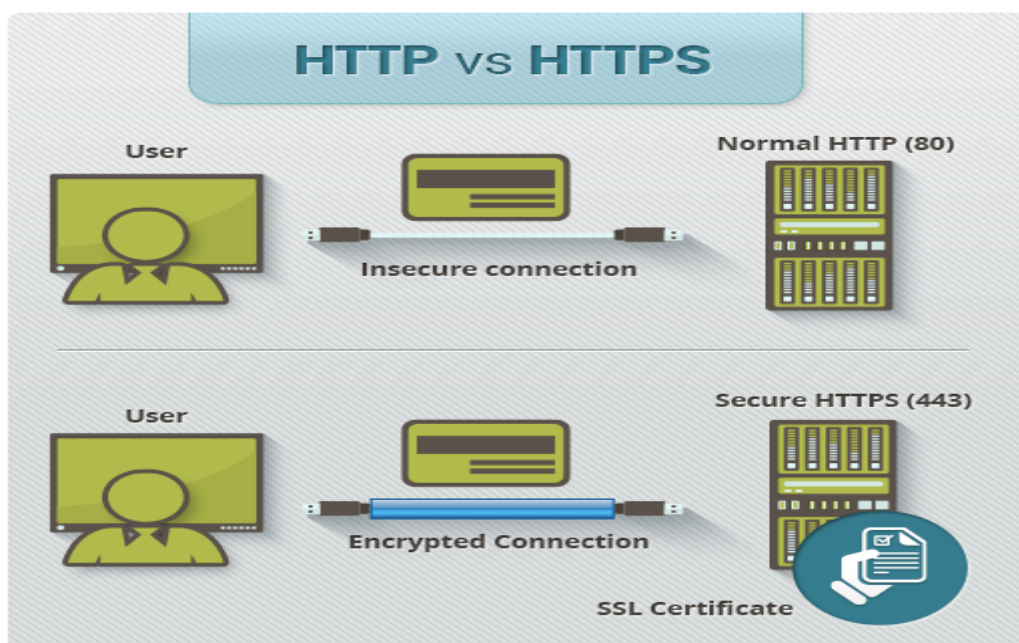 HTTP vs HTTPS
User
Normal HTTP (80)
Insecure connection
User
Secure HTTPS (443)
Encrypted Connection
SSL Certificate